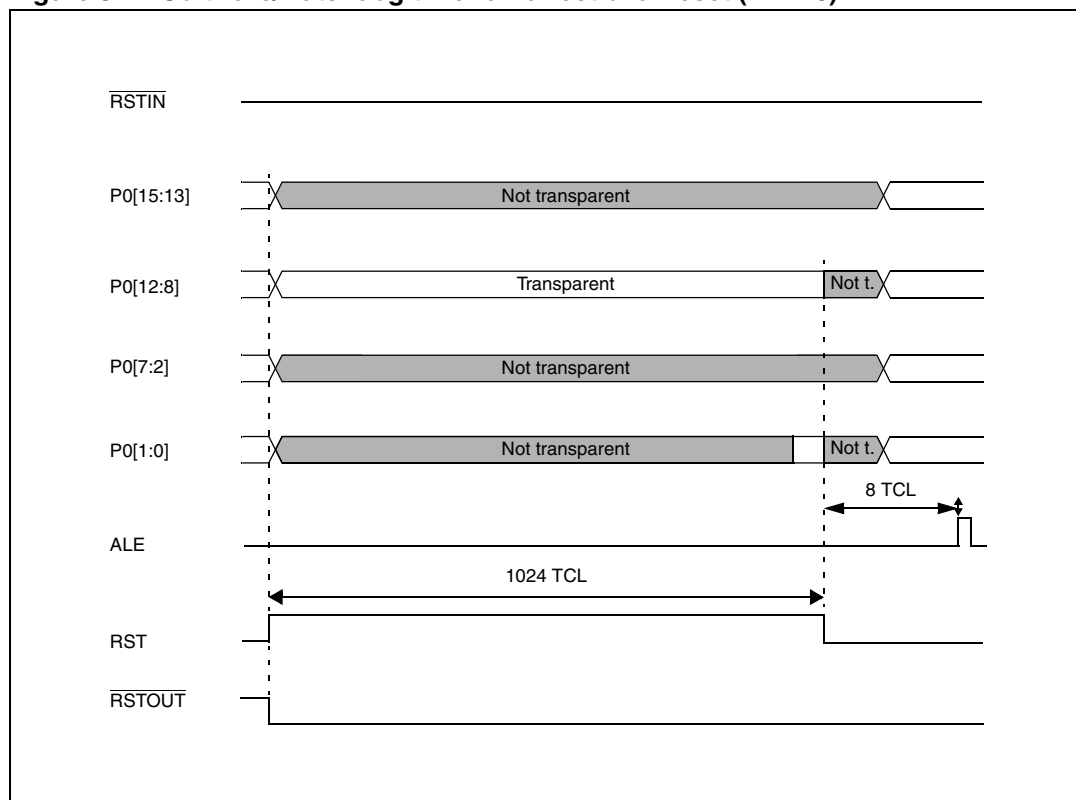 RSTIN
P0[15:13]
Not transparent
P0[12:8]
Transparent
Not t.
P0[7:2]
Not transparent
P0[1:0]
Not transparent
Not t.
8 TCL
ALE
1024 TCL
RST
RSTOUT